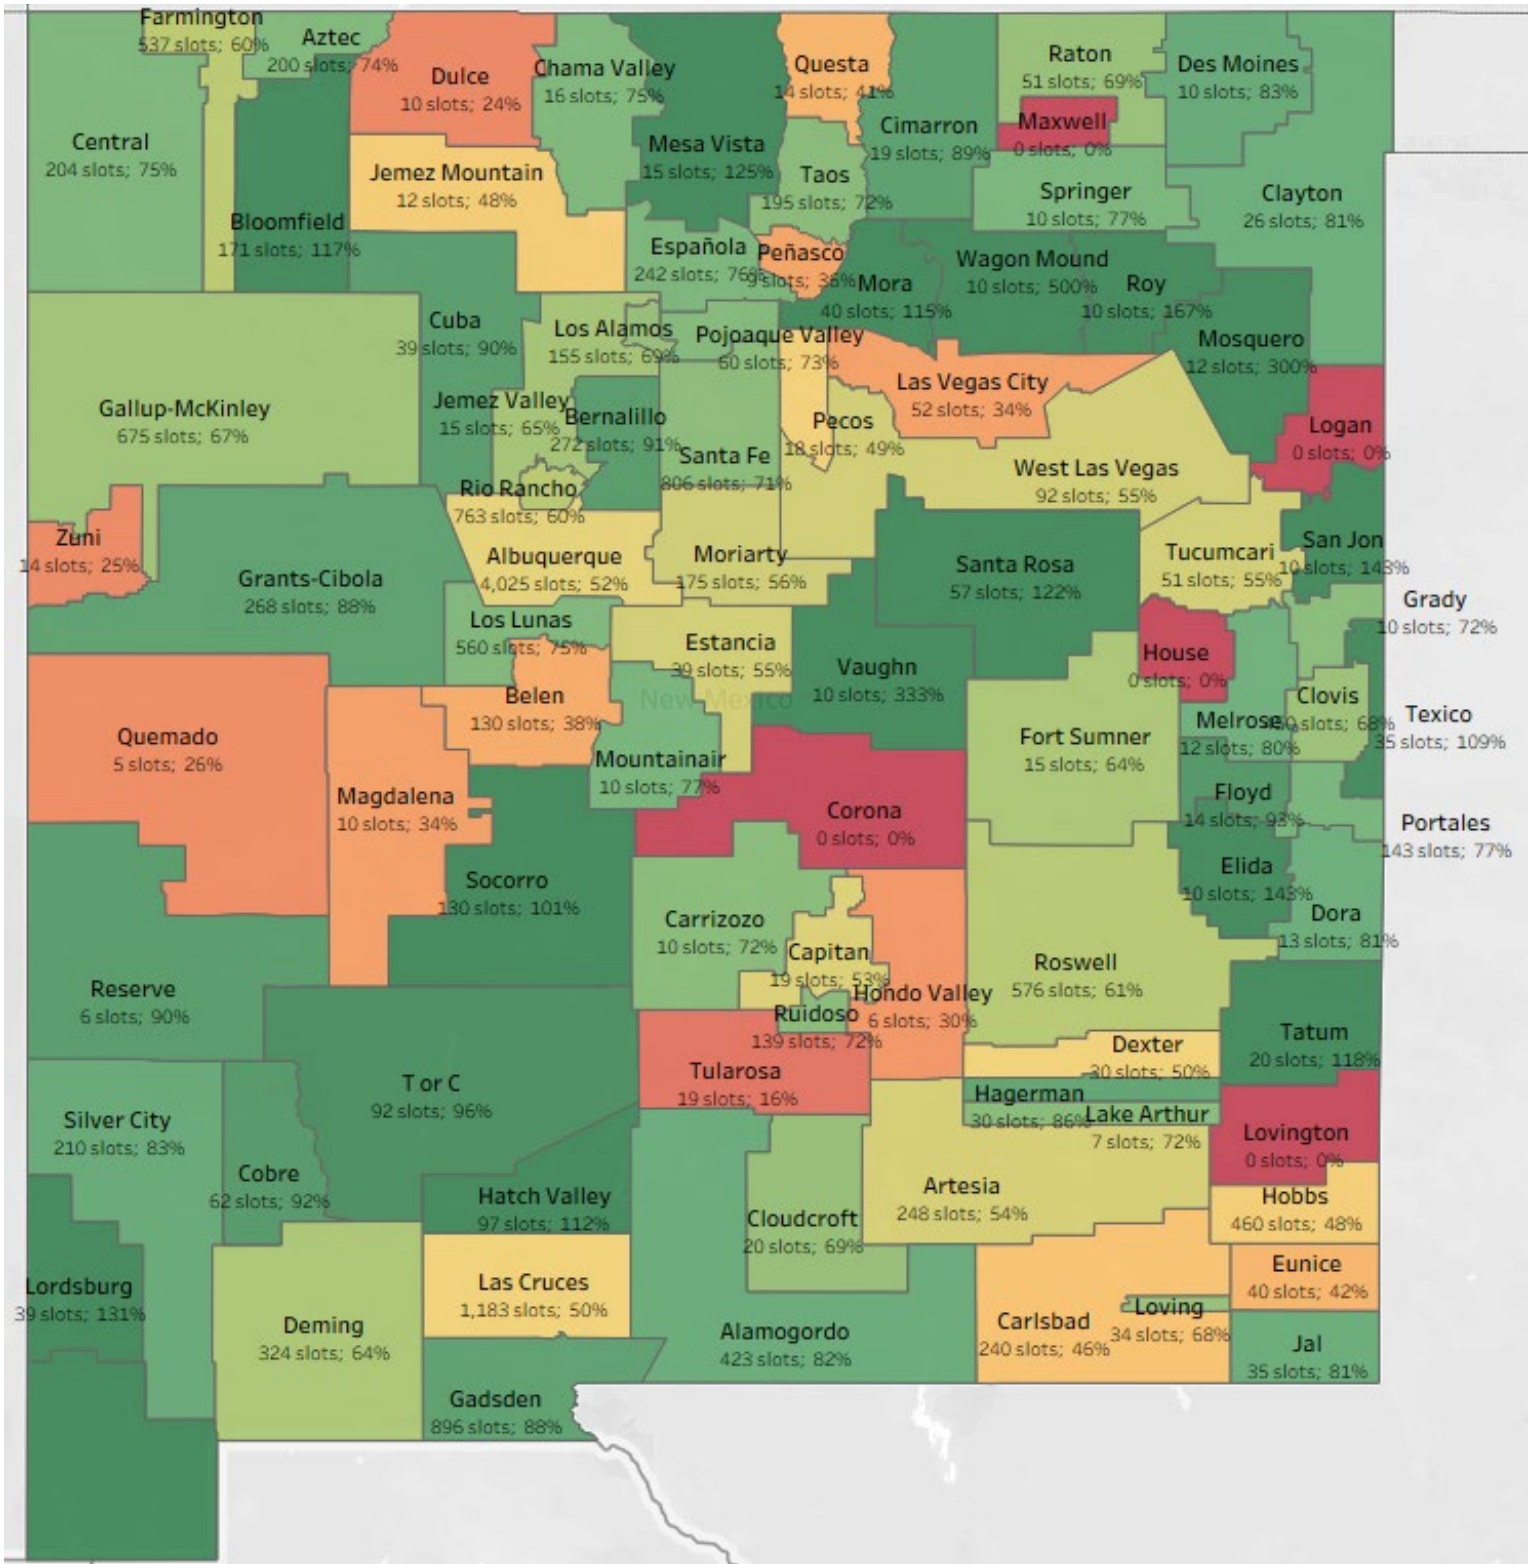 Farmington
537 slots; 60%
Aztec
200 slots; 74%
Dulce
10 slots; 24%
Chama Valley
16 slots; 75%
Questa
14 slots; 41%
Raton
51 slots; 69%
Des Moines
10 slots; 83%
Central
204 slots; 75%
Mesa Vista
15 slots; 125%
Cimarron
19 slots; 89%
Maxwell
0 slots; 0%
Jemez Mountain
12 slots; 48%
Taos
195 slots; 72%
Springer
10 slots; 77%
Clayton
26 slots; 81%
Bloomfield
171 slots; 117%
Española
242 slots; 76%
Peñasco
9 slots; 36%
Mora
40 slots; 115%
Wagon Mound
10 slots; 500%
Roy
10 slots; 167%
Cuba
39 slots; 90%
Los Alamos
155 slots; 69%
Pojoaque Valley
60 slots; 73%
Mosquero
12 slots; 300%
Las Vegas City
52 slots; 34%
Gallup-McKinley
675 slots; 67%
Jemez Valley
15 slots; 65%
Bernalillo
272 slots; 91%
Pecos
18 slots; 49%
Logan
0 slots; 0%
Santa Fe
806 slots; 71%
West Las Vegas
92 slots; 55%
Rio Rancho
763 slots; 60%
Zuni
14 slots; 25%
Albuquerque
4,025 slots; 52%
Moriarty
175 slots; 56%
Santa Rosa
57 slots; 122%
Tucumcari
51 slots; 55%
San Jon
10 slots; 143%
Grants-Cibola
268 slots; 88%
Grady
10 slots; 72%
Los Lunas
560 slots; 75%
Estancia
39 slots; 55%
Vaughn
10 slots; 333%
House
0 slots; 0%
New Mexico
Belen
130 slots; 38%
Clovis
slots; 68%
Quemado
5 slots; 26%
Fort Sumner
15 slots; 64%
Melrose
12 slots; 80%
Texico
35 slots; 109%
Mountainair
10 slots; 77%
Magdalena
10 slots; 34%
Corona
0 slots; 0%
Floyd
14 slots; 93%
Portales
143 slots; 77%
Socorro
130 slots; 101%
Elida
10 slots; 143%
Carrizozo
10 slots; 72%
Dora
13 slots; 81%
Capitan
19 slots; 53%
Roswell
576 slots; 61%
Reserve
6 slots; 90%
Hondo Valley
6 slots; 30%
Ruidoso
139 slots; 72%
Tatum
20 slots; 118%
Dexter
30 slots; 50%
Tularosa
19 slots; 16%
T or C
92 slots; 96%
Hagerman
30 slots; 86%
Lake Arthur
7 slots; 72%
Silver City
210 slots; 83%
Lovington
0 slots; 0%
Cobre
62 slots; 92%
Hatch Valley
97 slots; 112%
Artesia
248 slots; 54%
Hobbs
460 slots; 48%
Cloudcroft
20 slots; 69%
Lordsburg
39 slots; 131%
Las Cruces
1,183 slots; 50%
Eunice
40 slots; 42%
Deming
324 slots; 64%
Alamogordo
423 slots; 82%
Carlsbad
240 slots; 46%
Loving
34 slots; 68%
Jal
35 slots; 81%
Gadsden
896 slots; 88%